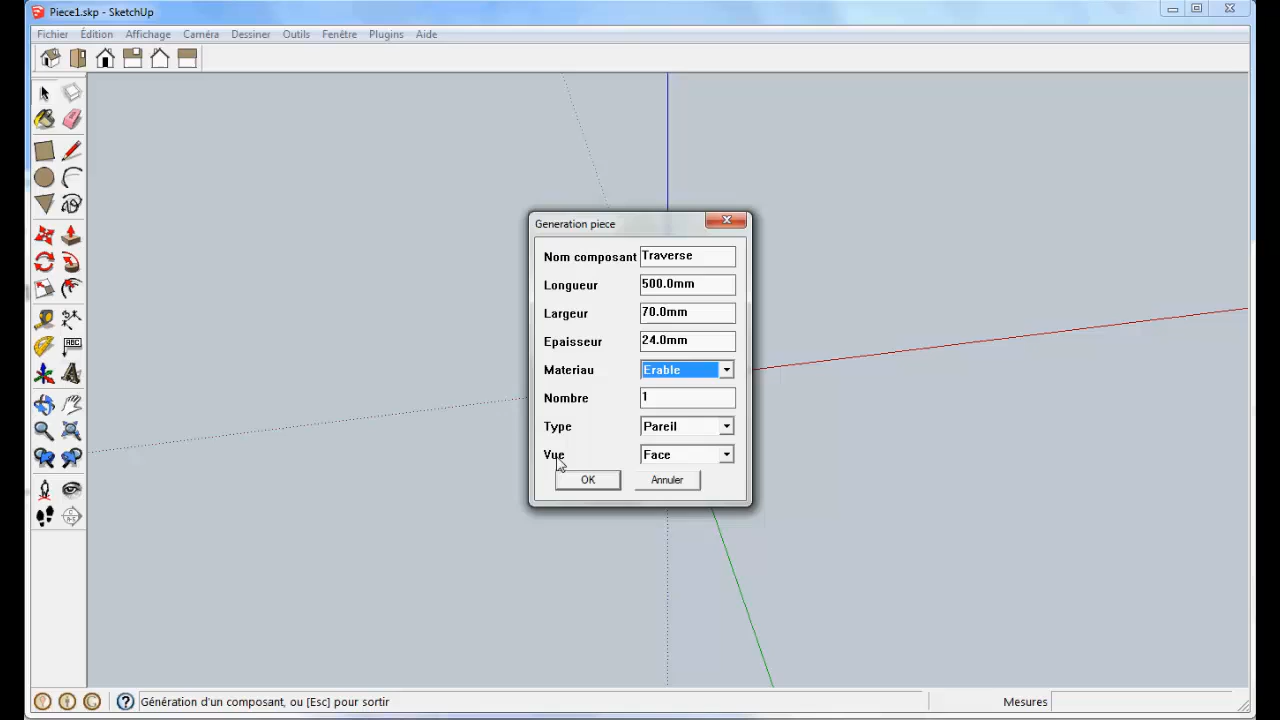 Piece1.skp - SketchUp
Fichier Édition Affichage Caméra Dessiner Outils Fenêtre Plugins Aide
Generation piece
Nom composant Traverse
Longueur 500.0mm
Largeur 70.0mm
Epaisseur 24.0mm
Materiau Erable
Nombre 1
Type Pareil
Vue Face
OK Annuler
ABC
Génération d'un composant, ou [Esc] pour sortir Mesures